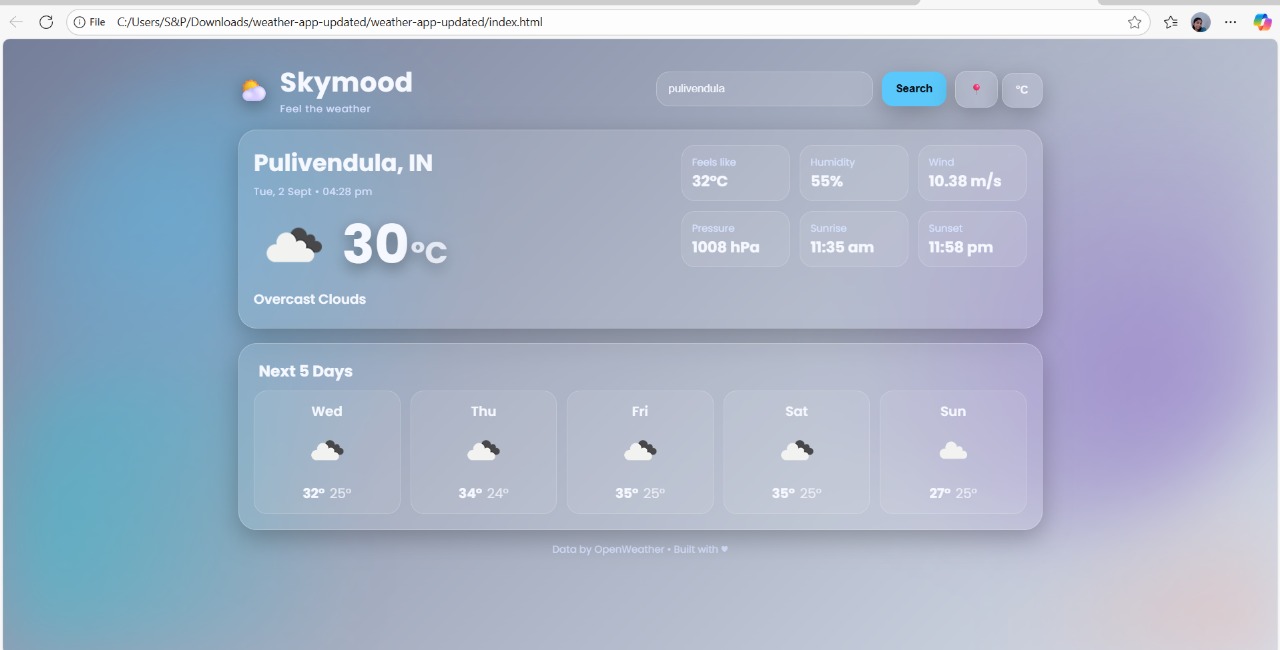 File C:/Users/S&P/Downloads/weather-app-updated/weather-app-updated/index.html
Skymood
Feel the weather
pulivendula
Search
°C
Pulivendula, IN
Tue, 2 Sept • 04:28 pm
30°C
Overcast Clouds
Feels like
32°C
Humidity
55%
Wind
10.38 m/s
Pressure
1008 hPa
Sunrise
11:35 am
Sunset
11:58 pm
Next 5 Days
Wed
32° 25°
Thu
34° 24°
Fri
35° 25°
Sat
35° 25°
Sun
27° 25°
Data by OpenWeather • Built with ♥